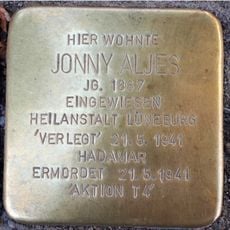 HIER WOHNTE
JONNY ALJES
JG. 1867
EINGEWIESEN
HEILANSTALT LÜNEBURG
'VERLEGT' 21.5.1941
HADAMAR
ERMORDET 21.5.1941
'AKTION T4'